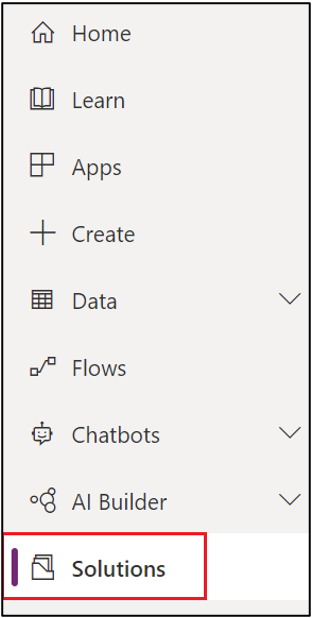 Home
Learn
Apps
Create
Data
Flows
Chatbots
AI Builder
Solutions